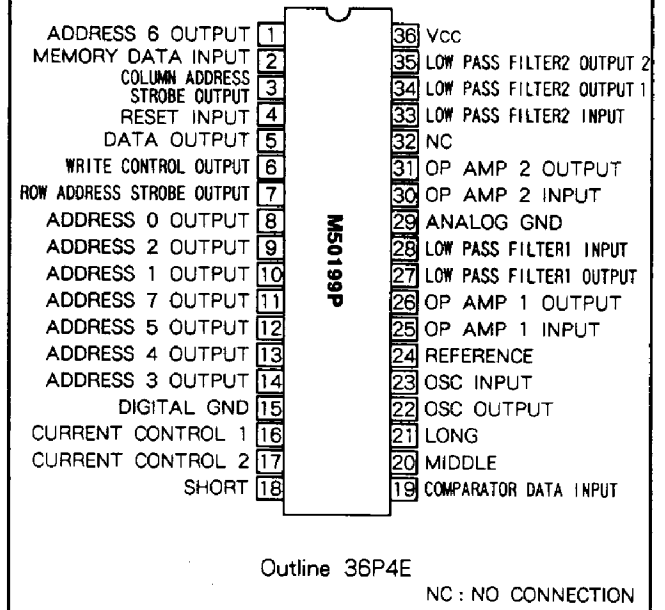 ADDRESS 6 OUTPUT 1
MEMORY DATA INPUT 2
COLUMN ADDRESS
STROBE OUTPUT 3
RESET INPUT 4
DATA OUTPUT 5
WRITE CONTROL OUTPUT 6
ROW ADDRESS STROBE OUTPUT 7
ADDRESS 0 OUTPUT 8
ADDRESS 2 OUTPUT 9
ADDRESS 1 OUTPUT 10
ADDRESS 7 OUTPUT 11
ADDRESS 5 OUTPUT 12
ADDRESS 4 OUTPUT 13
ADDRESS 3 OUTPUT 14
DIGITAL GND 15
CURRENT CONTROL 1 16
CURRENT CONTROL 2 17
SHORT 18
M50199P
36 Vcc
35 LOW PASS FILTER2 OUTPUT 2
34 LOW PASS FILTER2 OUTPUT 1
33 LOW PASS FILTER2 INPUT
32 NC
31 OP AMP 2 OUTPUT
30 OP AMP 2 INPUT
29 ANALOG GND
28 LOW PASS FILTER1 INPUT
27 LOW PASS FILTER1 OUTPUT
26 OP AMP 1 OUTPUT
25 OP AMP 1 INPUT
24 REFERENCE
23 OSC INPUT
22 OSC OUTPUT
21 LONG
20 MIDDLE
19 COMPARATOR DATA INPUT
Outline 36P4E
NC : NO CONNECTION